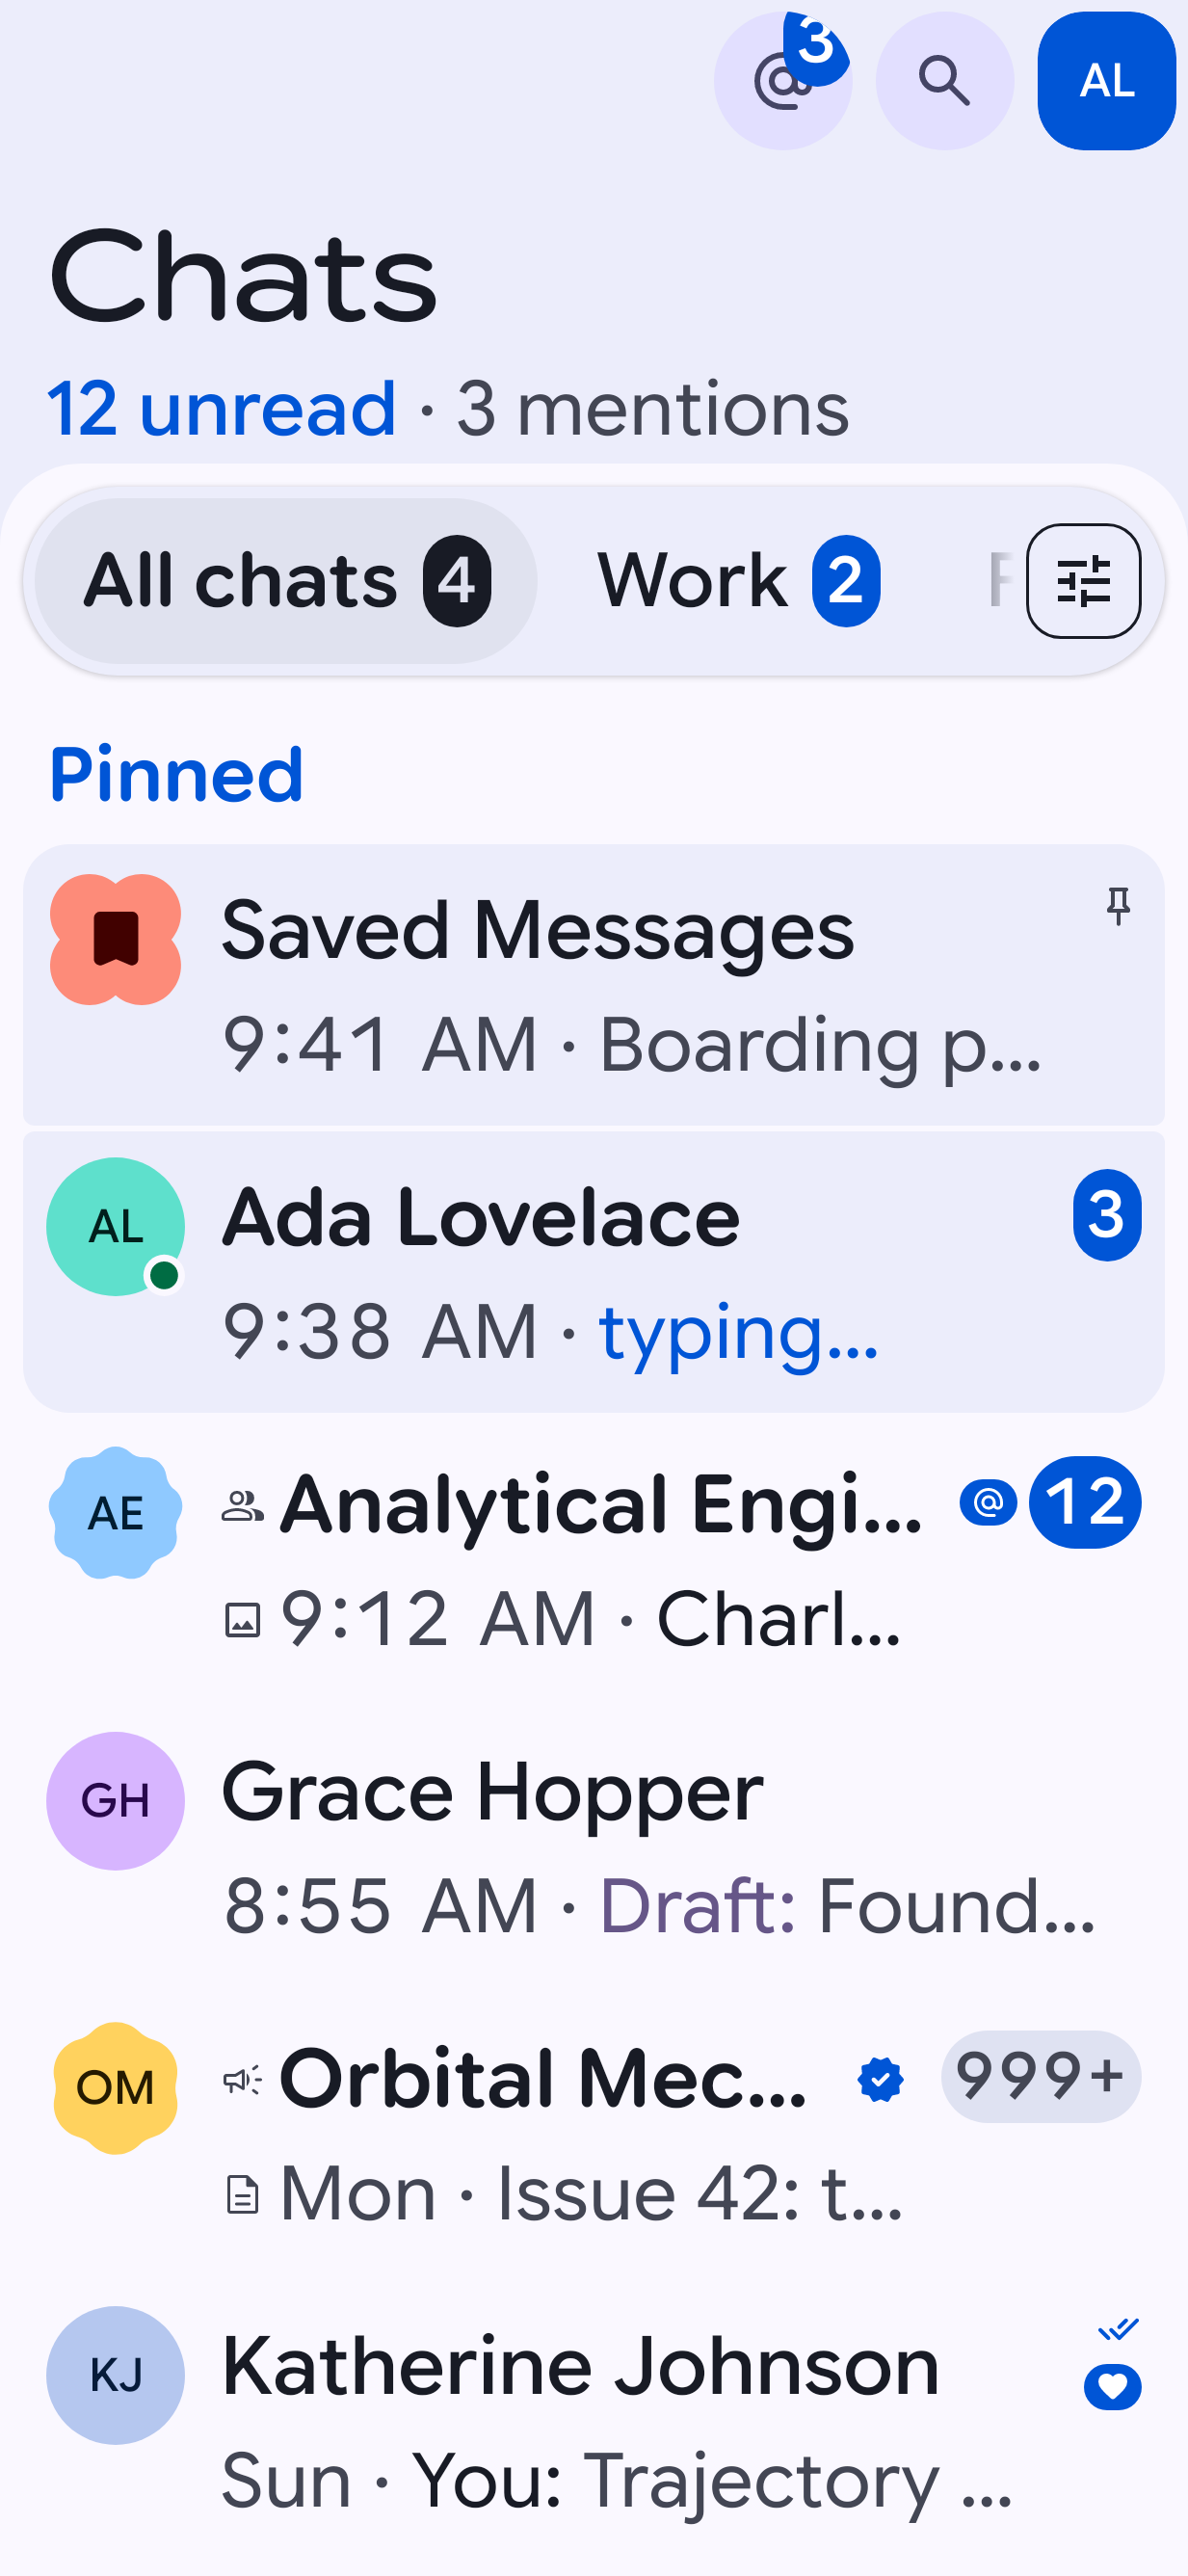 3
AL
Chats
12 unread · 3 mentions
All chats 4 Work 2
Pinned
Saved Messages
9:41 AM · Boarding p...
AL Ada Lovelace 3
9:38 AM · typing...
AE Analytical Engi... @ 12
9:12 AM · Charl...
GH Grace Hopper
8:55 AM · Draft: Found...
OM Orbital Mec... 999+
Mon · Issue 42: t...
KJ Katherine Johnson
Sun · You: Trajectory ...